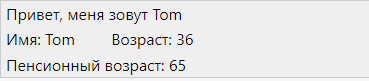 Привет, меня зовут Tom
Имя: Tom Возраст: 36
Пенсионный возраст: 65